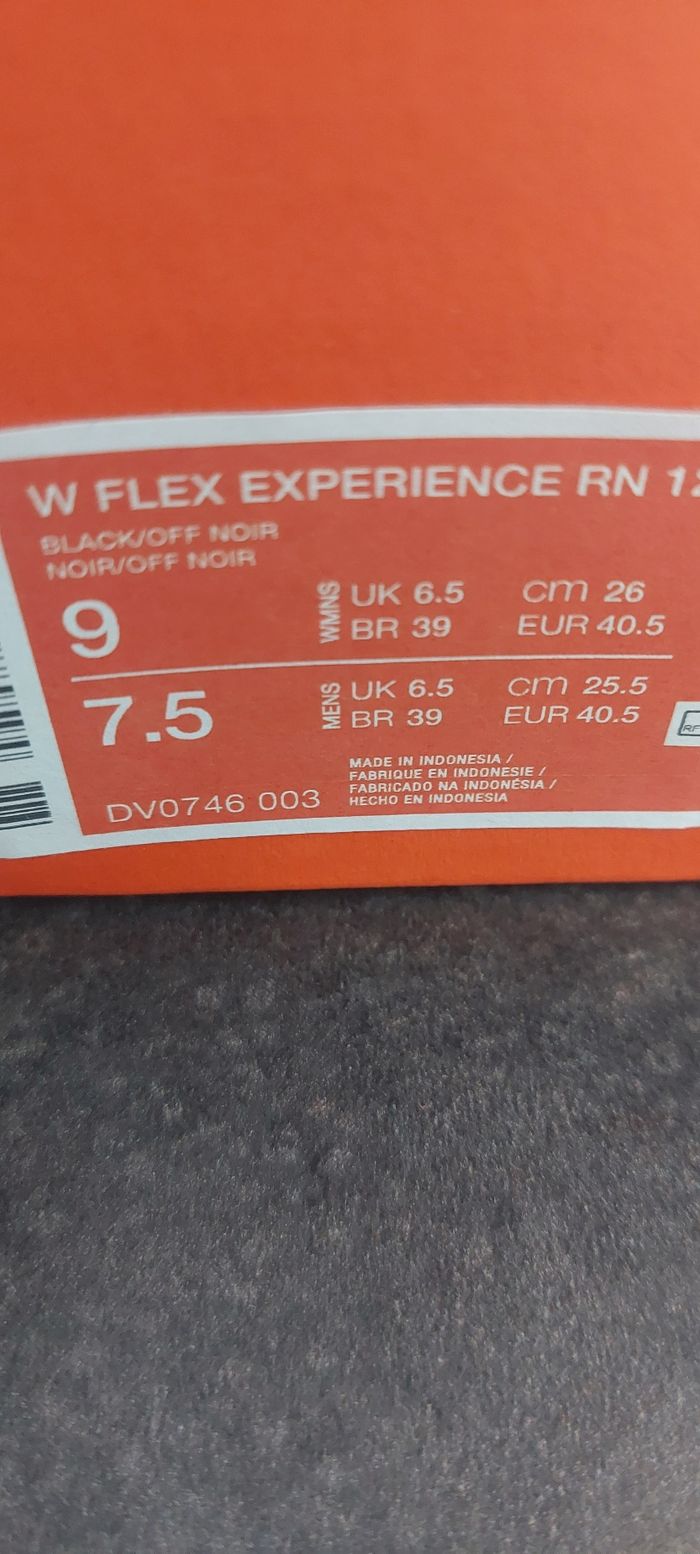 W FLEX EXPERIENCE RN
BLACK/OFF NOIR
NOIR/OFF NOIR
9 WMNS UK 6.5 cm 26
BR 39 EUR 40.5
7.5 MENS UK 6.5 cm 25.5
BR 39 EUR 40.5
MADE IN INDONESIA /
FABRIQUE EN INDONESIE /
FABRICADO NA INDONÉSIA /
HECHO EN INDONESIA
DV0746 003
RF